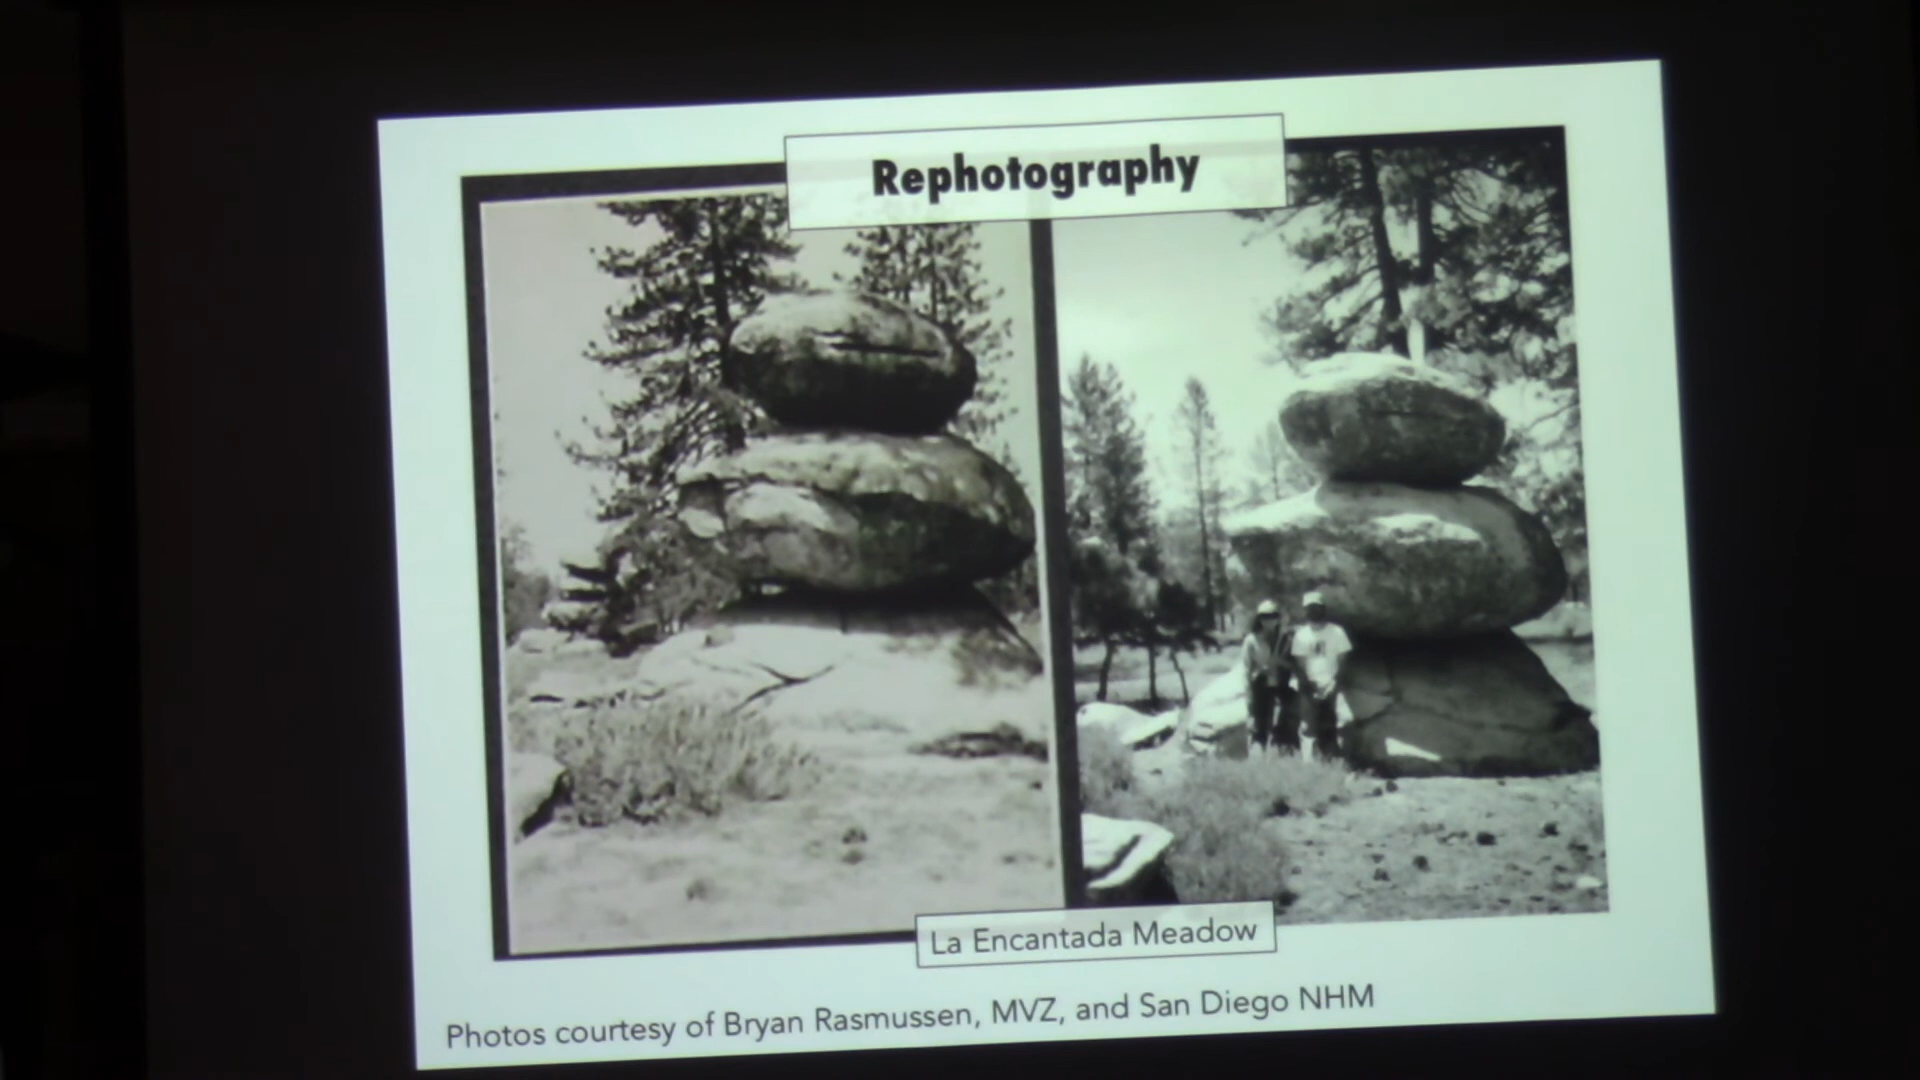 Rephotography
La Encantada Meadow
Photos courtesy of Bryan Rasmussen, MVZ, and San Diego NHM